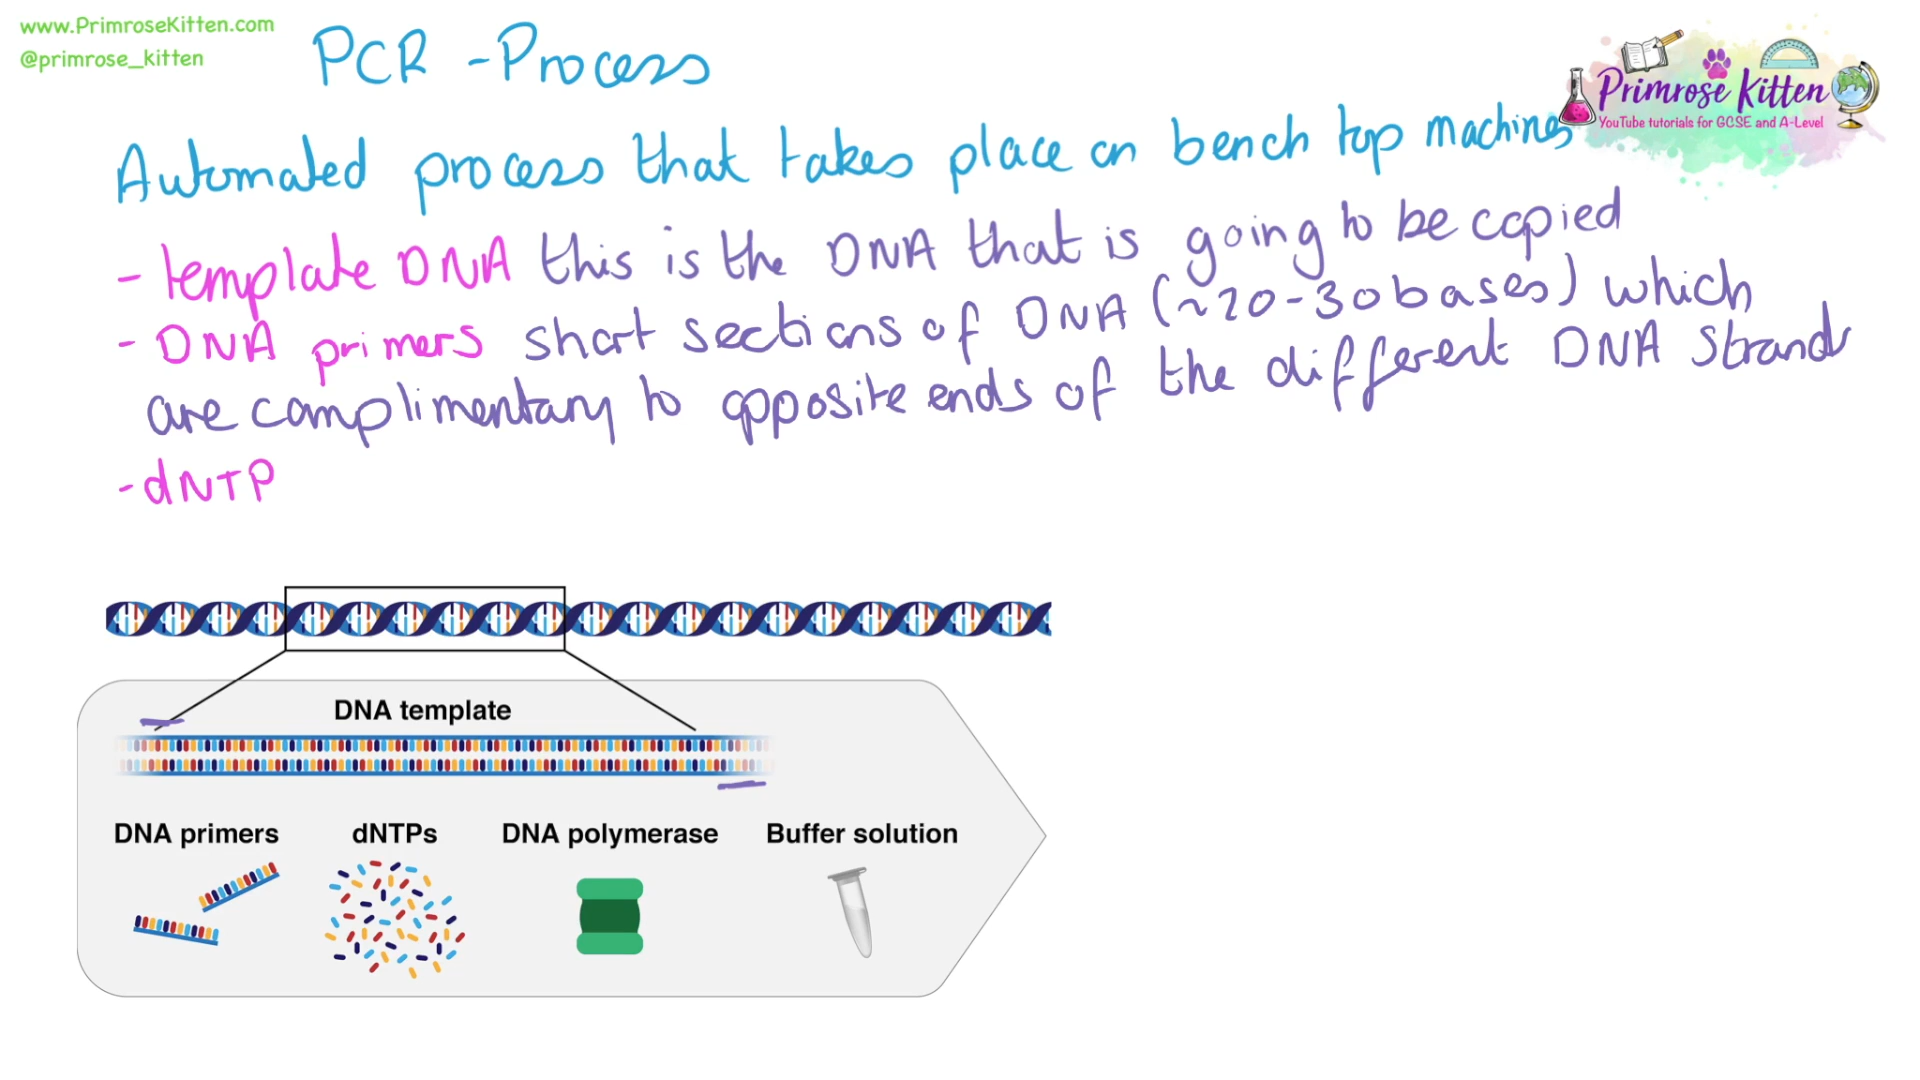 www.PrimroseKitten.com
@primrose_kitten
PCR - Process
Primrose Kitten
YouTube tutorials for GCSE and A-Level
Automated process that takes place on bench top machines
- template DNA this is the DNA that is going to be copied
- DNA primers short sections of DNA (~20-30 bases) which
are complimentary to opposite ends of the different DNA strands
- dNTP
DNA template
DNA primers dNTPs DNA polymerase Buffer solution